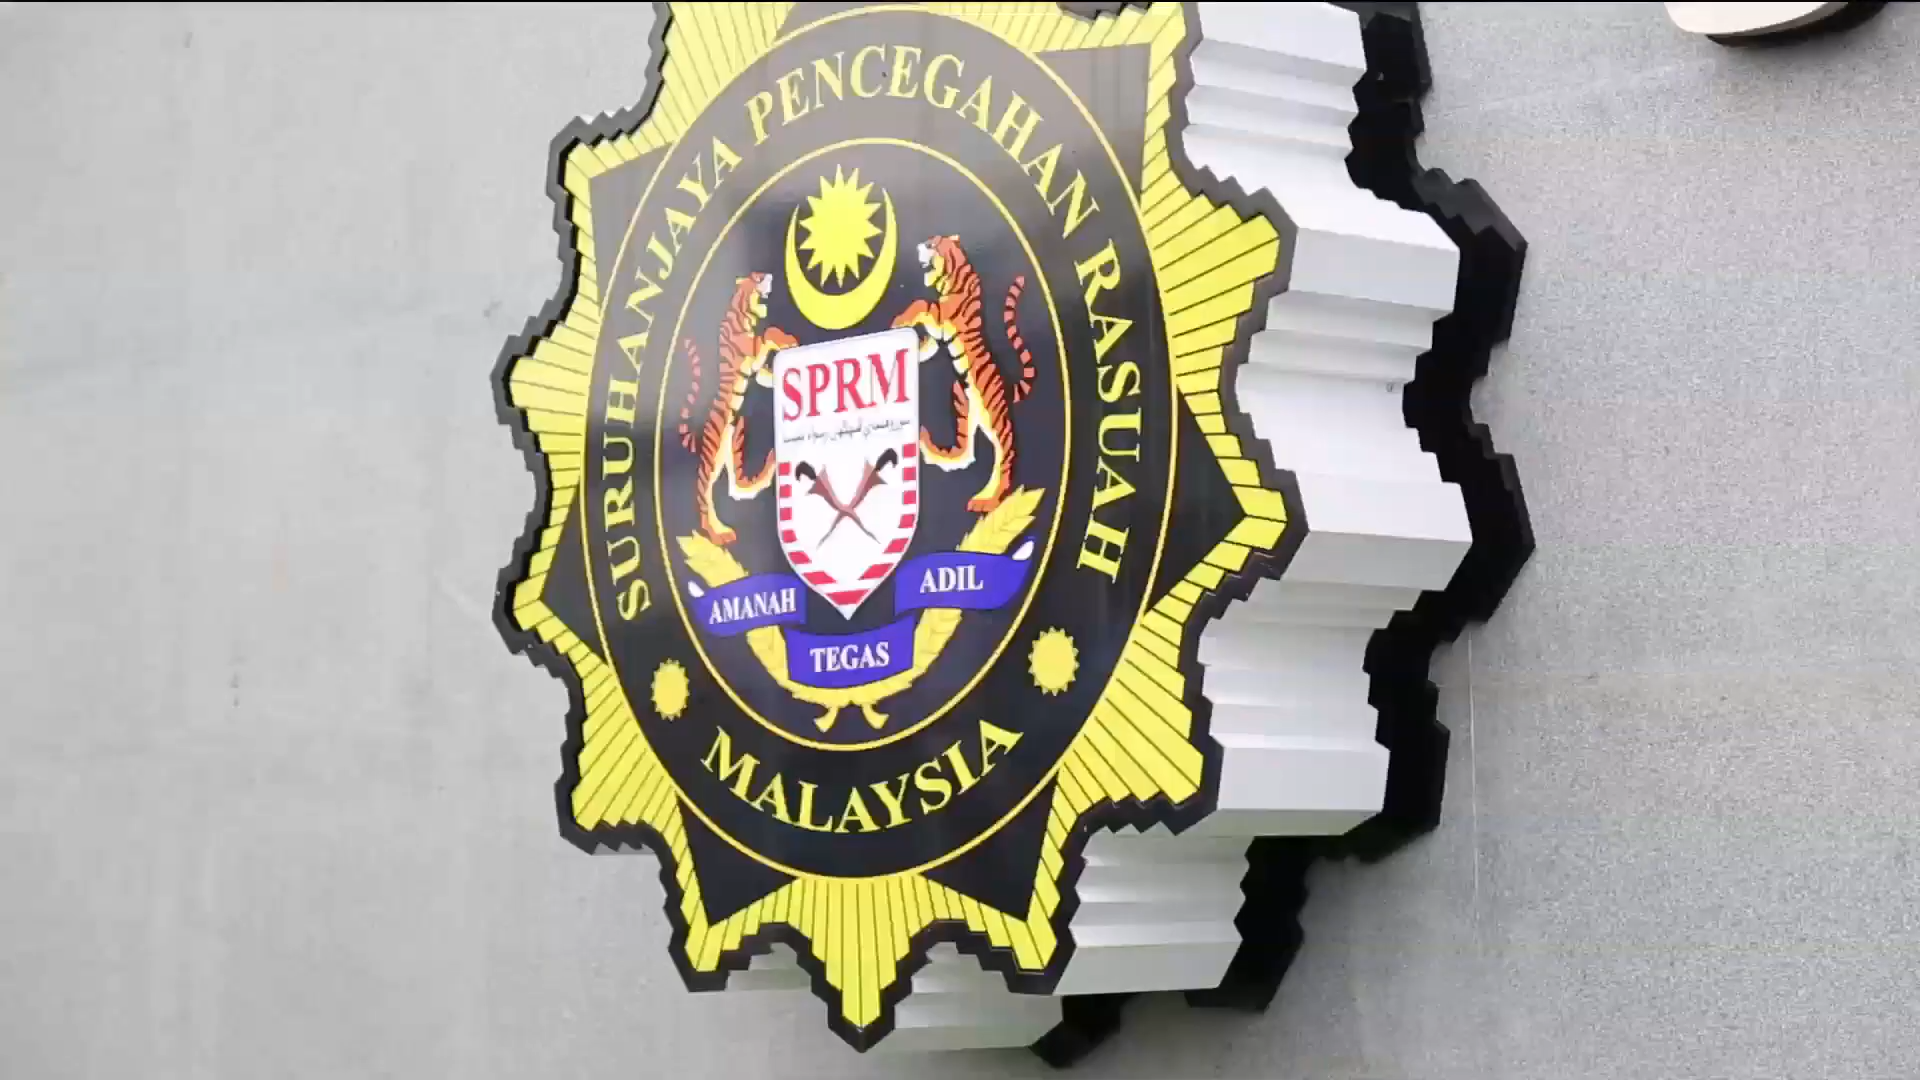 SURUHANJAYA PENCEGAHAN RASUAH
SPRM
AMANAH
TEGAS
ADIL
MALAYSIA